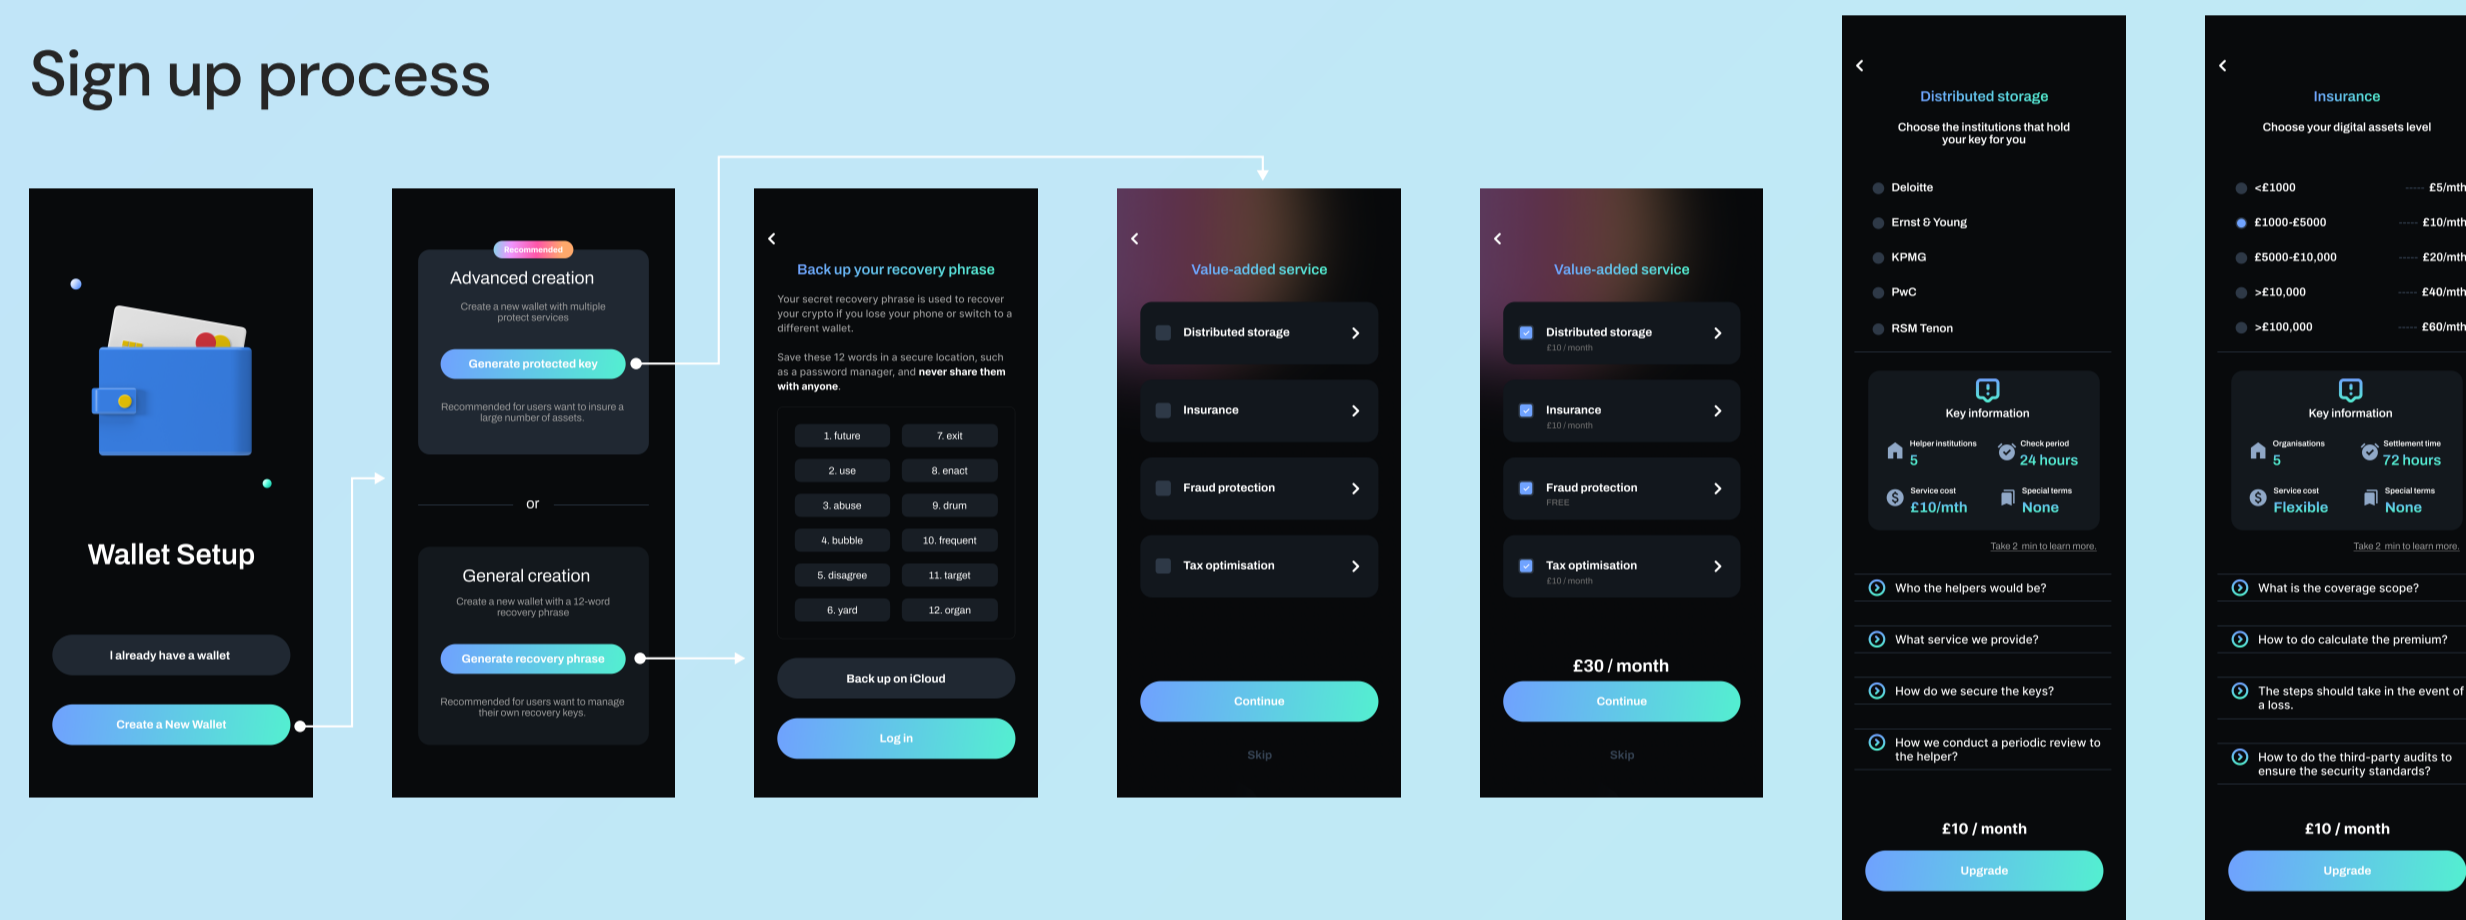 Sign up process
Wallet Setup
I already have a wallet
Create a New Wallet
Recommended
Advanced creation
Create a new wallet with multiple
protect services
Generate protected key
Recommended for users want to insure a
large number of assets.
or
General creation
Create a new wallet with a 12-word
recovery phrase
Generate recovery phrase
Recommended for users want to manage
their own recovery keys.
Back up your recovery phrase
Your secret recovery phrase is used to recover
your crypto if you lose your phone or switch to a
different wallet.
Save these 12 words in a secure location, such
as a password manager, and never share them
with anyone.
1. future
7. exit
2. use
8. enact
3. abuse
9. drum
4. bubble
10. frequent
5. disagree
11. target
6. yard
12. organ
Back up on iCloud
Log in
Value-added service
Distributed storage
Insurance
Fraud protection
Tax optimisation
Continue
Skip
Value-added service
Distributed storage
£10 / month
Insurance
£10 / month
Fraud protection
FREE
Tax optimisation
£10 / month
£30 / month
Continue
Skip
Distributed storage
Choose the institutions that hold
your key for you
Deloitte
Ernst & Young
KPMG
PwC
RSM Tenon
Key information
Helper institutions
5
Check period
24 hours
Service cost
£10/mth
Special terms
None
Take 2 min to learn more.
Who the helpers would be?
What service we provide?
How do we secure the keys?
How we conduct a periodic review to
the helper?
£10 / month
Upgrade
Insurance
Choose your digital assets level
<£1000 ----- £5/mth
£1000-£5000 ----- £10/mth
£5000-£10,000 ----- £20/mth
>£10,000 ----- £40/mth
>£100,000 ----- £60/mth
Key information
Organisations
5
Settlement time
72 hours
Service cost
Flexible
Special terms
None
Take 2 min to learn more.
What is the coverage scope?
How to do calculate the premium?
The steps should take in the event of
a loss.
How to do the third-party audits to
ensure the security standards?
£10 / month
Upgrade